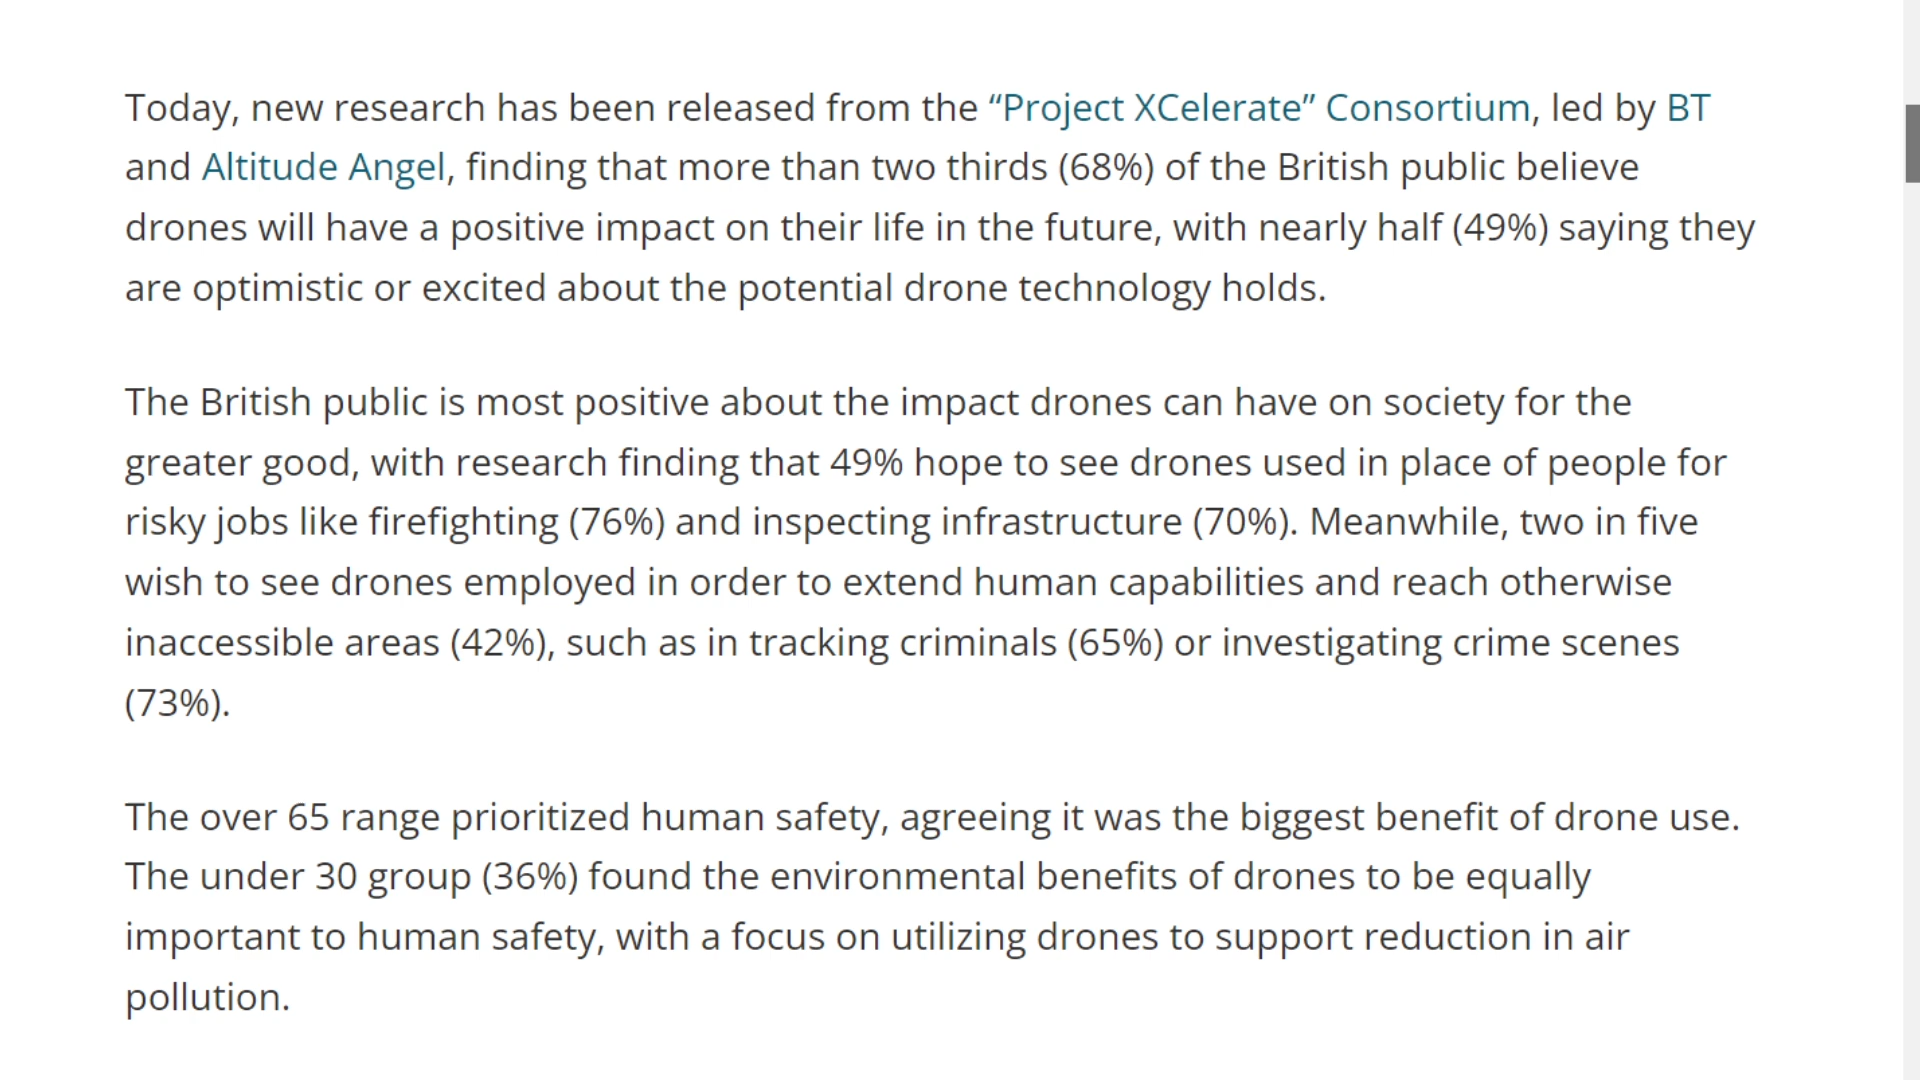 Today, new research has been released from the “Project XCelerate” Consortium, led by BT
and Altitude Angel, finding that more than two thirds (68%) of the British public believe
drones will have a positive impact on their life in the future, with nearly half (49%) saying they
are optimistic or excited about the potential drone technology holds.
The British public is most positive about the impact drones can have on society for the
greater good, with research finding that 49% hope to see drones used in place of people for
risky jobs like firefighting (76%) and inspecting infrastructure (70%). Meanwhile, two in five
wish to see drones employed in order to extend human capabilities and reach otherwise
inaccessible areas (42%), such as in tracking criminals (65%) or investigating crime scenes
(73%).
The over 65 range prioritized human safety, agreeing it was the biggest benefit of drone use.
The under 30 group (36%) found the environmental benefits of drones to be equally
important to human safety, with a focus on utilizing drones to support reduction in air
pollution.